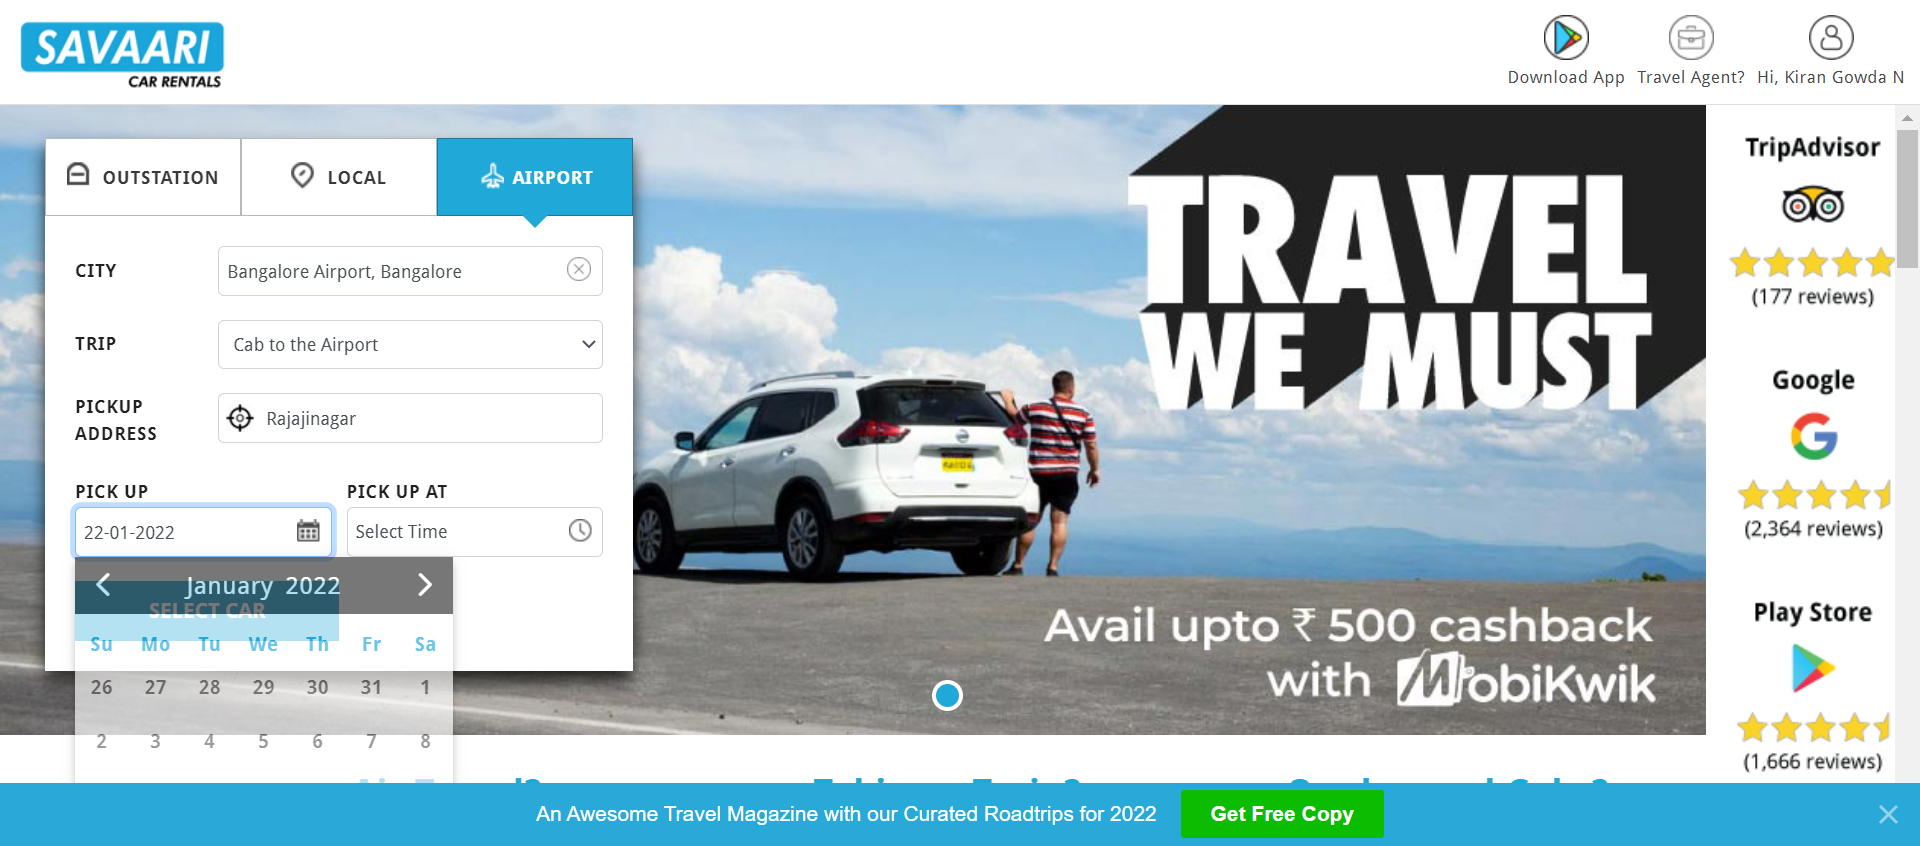 SAVAARI
CAR RENTALS
Download App
Travel Agent?
Hi, Kiran Gowda N
OUTSTATION
LOCAL
AIRPORT
CITY
Bangalore Airport, Bangalore
TRIP
Cab to the Airport
PICKUP
ADDRESS
Rajajinagar
PICK UP
PICK UP AT
22-01-2022
Select Time
January 2022
SELECT CAR
Su Mo Tu We Th Fr Sa
26 27 28 29 30 31 1
2 3 4 5 6 7 8
TRAVEL
WE MUST
Avail upto ₹ 500 cashback
with MobiKwik
TripAdvisor
(177 reviews)
Google
(2,364 reviews)
Play Store
(1,666 reviews)
An Awesome Travel Magazine with our Curated Roadtrips for 2022
Get Free Copy